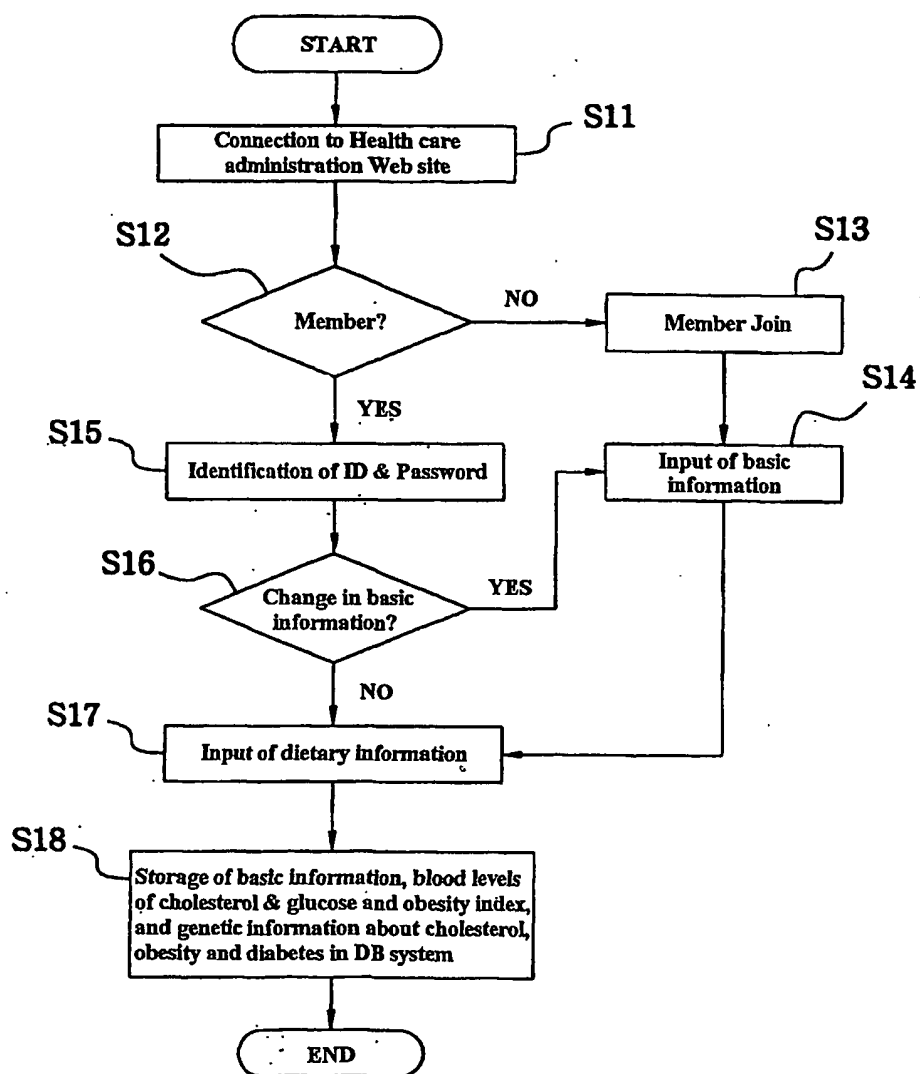 START
S11
Connection to Health care
administration Web site
S12
Member?
NO
S13
Member Join
S14
Input of basic
information
YES
S15
Identification of ID & Password
S16
Change in basic
information?
YES
NO
S17
Input of dietary information
S18
Storage of basic information, blood levels
of cholesterol & glucose and obesity index,
and genetic information about cholesterol,
obesity and diabetes in DB system
END